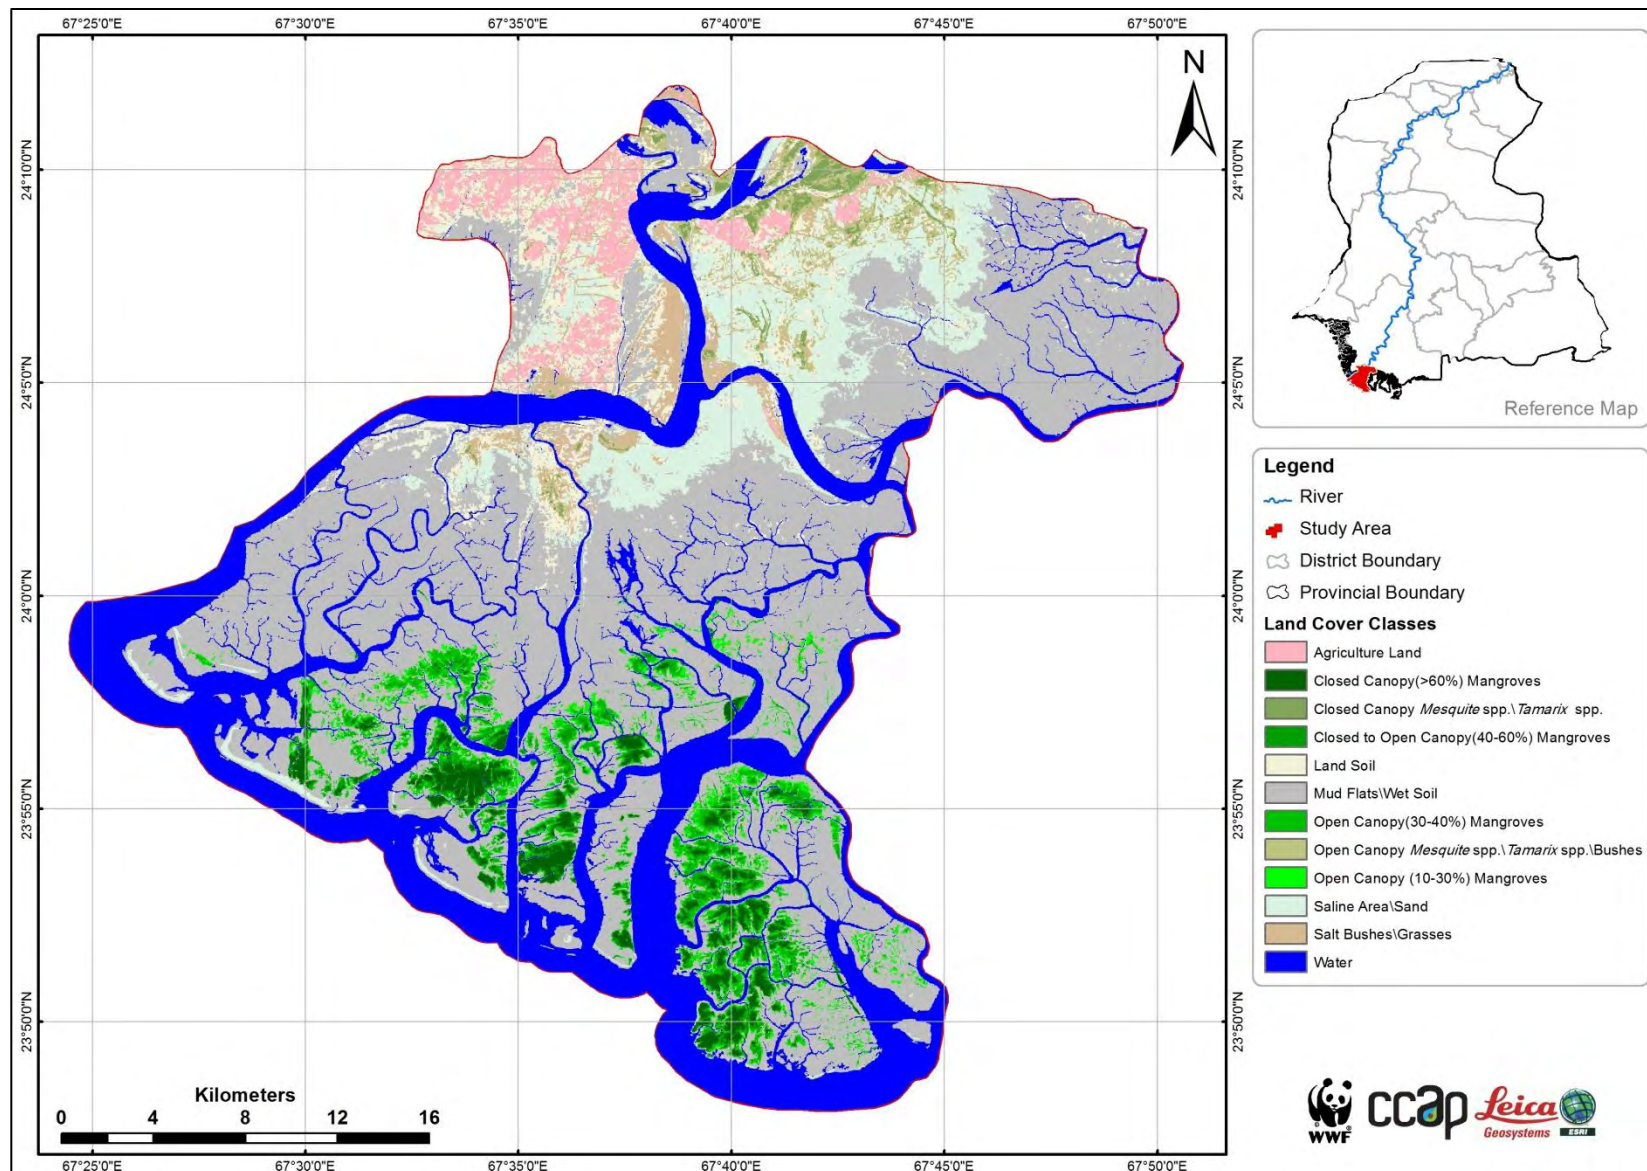 67°25'0"E 67°30'0"E 67°35'0"E 67°40'0"E 67°45'0"E 67°50'0"E
24°10'0"N
24°5'0"N
24°0'0"N
23°55'0"N
23°50'0"N
N
24°10'0"N
24°5'0"N
24°0'0"N
23°55'0"N
23°50'0"N
Kilometers
0 4 8 12 16
67°25'0"E 67°30'0"E 67°35'0"E 67°40'0"E 67°45'0"E 67°50'0"E
Reference Map
Legend
River
Study Area
District Boundary
Provincial Boundary
Land Cover Classes
Agriculture Land
Closed Canopy(>60%) Mangroves
Closed Canopy Mesquite spp.\Tamarix spp.
Closed to Open Canopy(40-60%) Mangroves
Land Soil
Mud Flats\Wet Soil
Open Canopy(30-40%) Mangroves
Open Canopy Mesquite spp.\Tamarix spp.\Bushes
Open Canopy (10-30%) Mangroves
Saline Area\Sand
Salt Bushes\Grasses
Water
WWF
ccap
Leica
Geosystems
ESRI